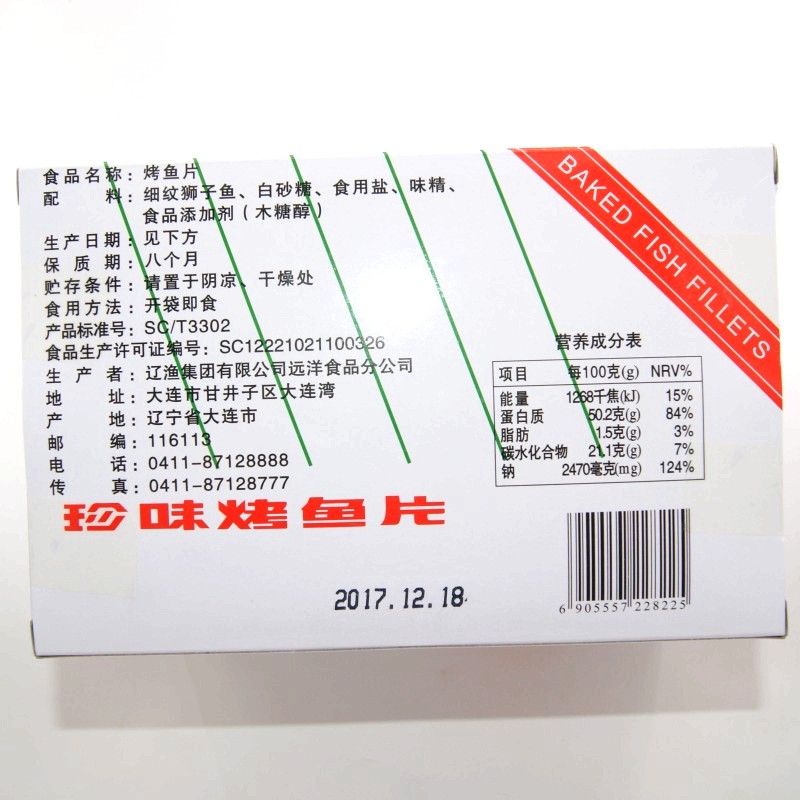 食品名称：烤鱼片
配 料：细纹狮子鱼、白砂糖、食用盐、味精、
食品添加剂（木糖醇）
生产日期：见下方
保 质 期：八个月
贮存条件：请置于阴凉、干燥处
食用方法：开袋即食
产品标准号：SC/T3302
食品生产许可证编号：SC12221021100326
生 产 者：辽渔集团有限公司远洋食品分公司
地 址：大连市甘井子区大连湾
产 地：辽宁省大连市
邮 编：116113
电 话：0411-87128888
传 真：0411-87128777
珍味烤鱼片
2017.12.18
BAKED FISH FILLETS
营养成分表
项目 每100克(g) NRV%
能量 1268千焦(kJ) 15%
蛋白质 50.2克(g) 84%
脂肪 1.5克(g) 3%
碳水化合物 21.1克(g) 7%
钠 2470毫克(mg) 124%
6 905557 228225